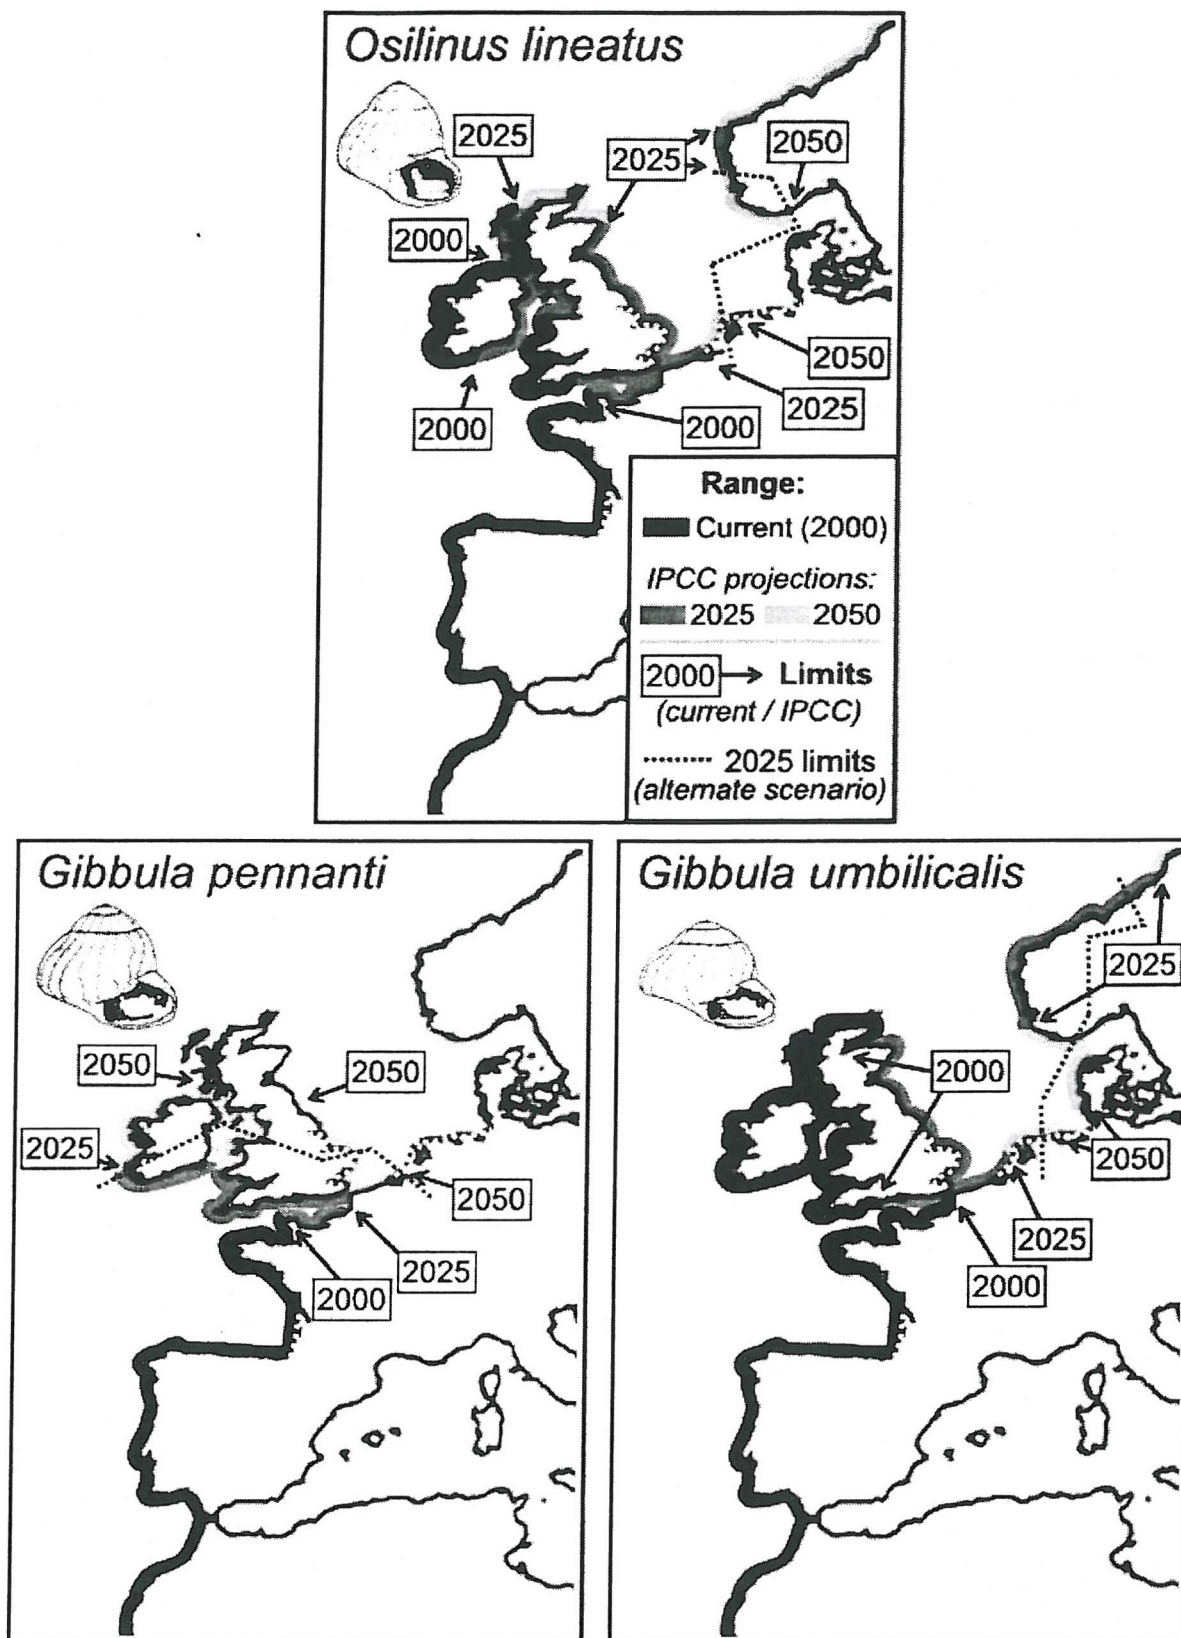 Osilinus lineatus
2025
2025
2050
2000
2050
2025
2000
2000
Range:
Current (2000)
IPCC projections:
2025 2050
2000 Limits
(current / IPCC)
2025 limits
(alternate scenario)
Gibbula pennanti
2050
2050
2025
2050
2025
2000
Gibbula umbilicalis
2025
2000
2050
2025
2000